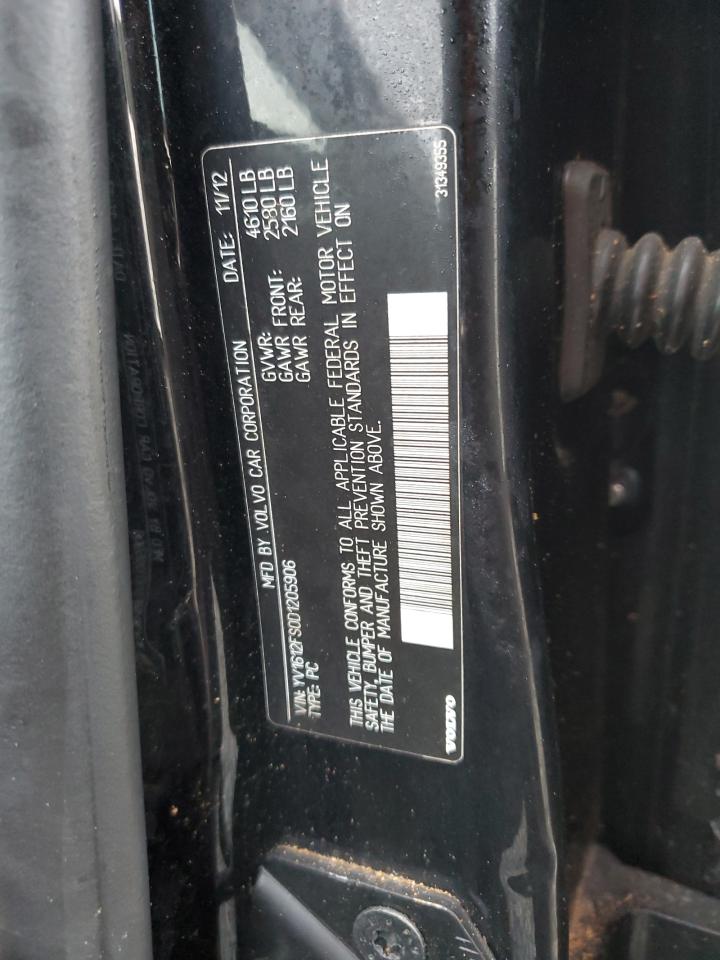 MFD BY VOLVO CAR CORPORATION DATE: 11/12
GVWR: 4610 LB
GAWR FRONT: 2580 LB
GAWR REAR: 2160 LB
VIN: YV1612FS0D1205906
TYPE: PC
THIS VEHICLE CONFORMS TO ALL APPLICABLE FEDERAL MOTOR VEHICLE
SAFETY, BUMPER AND THEFT PREVENTION STANDARDS IN EFFECT ON
THE DATE OF MANUFACTURE SHOWN ABOVE.
VOLVO
31349355